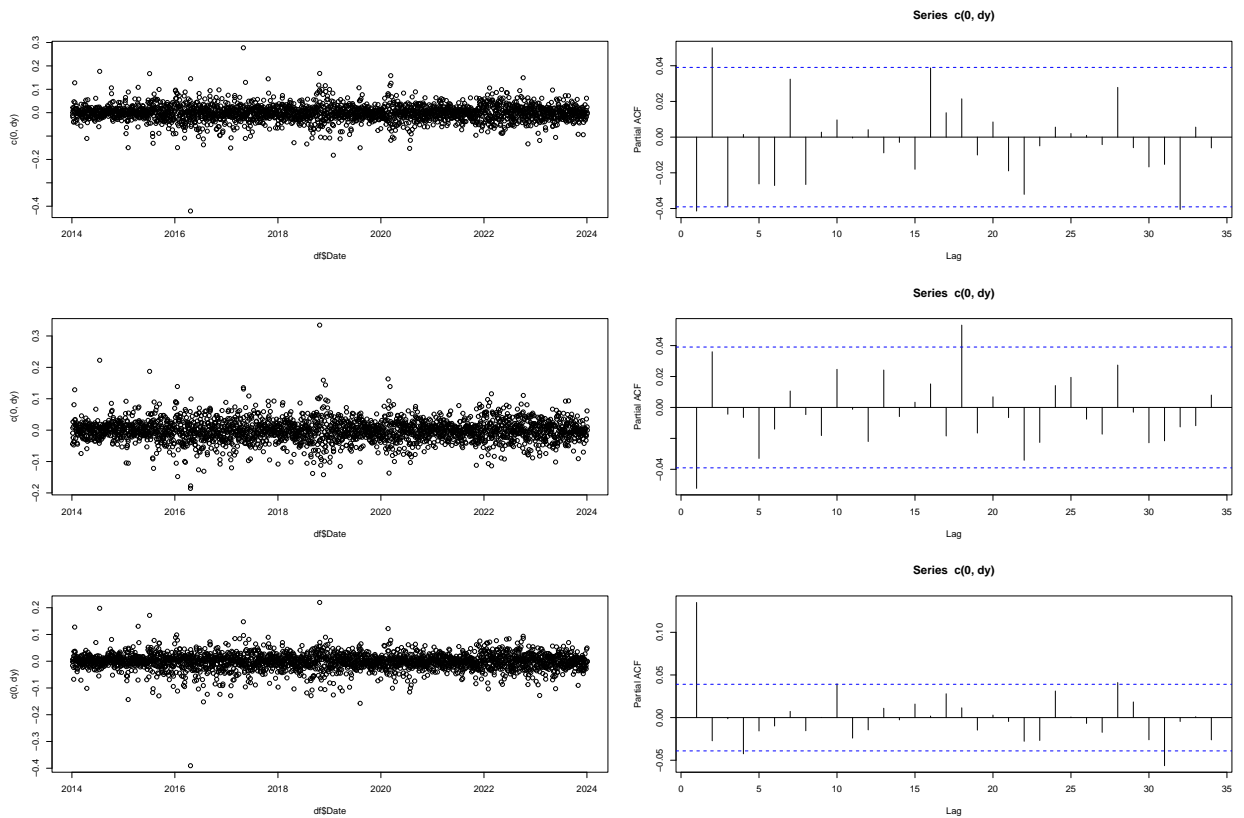 c(0, dy)
0.3
0.2
0.1
0.0
−0.2
−0.4
2014 2016 2018 2020 2022 2024
df$Date
Series c(0, dy)
Partial ACF
0.04
0.02
0.00
−0.02
−0.04
0 5 10 15 20 25 30 35
Lag
c(0, dy)
0.3
0.2
0.1
0.0
−0.1
−0.2
2014 2016 2018 2020 2022 2024
df$Date
Series c(0, dy)
Partial ACF
0.04
0.02
0.00
−0.04
0 5 10 15 20 25 30 35
Lag
c(0, dy)
0.2
0.1
0.0
−0.1
−0.2
−0.3
−0.4
2014 2016 2018 2020 2022 2024
df$Date
Series c(0, dy)
Partial ACF
0.10
0.05
0.00
−0.05
0 5 10 15 20 25 30 35
Lag